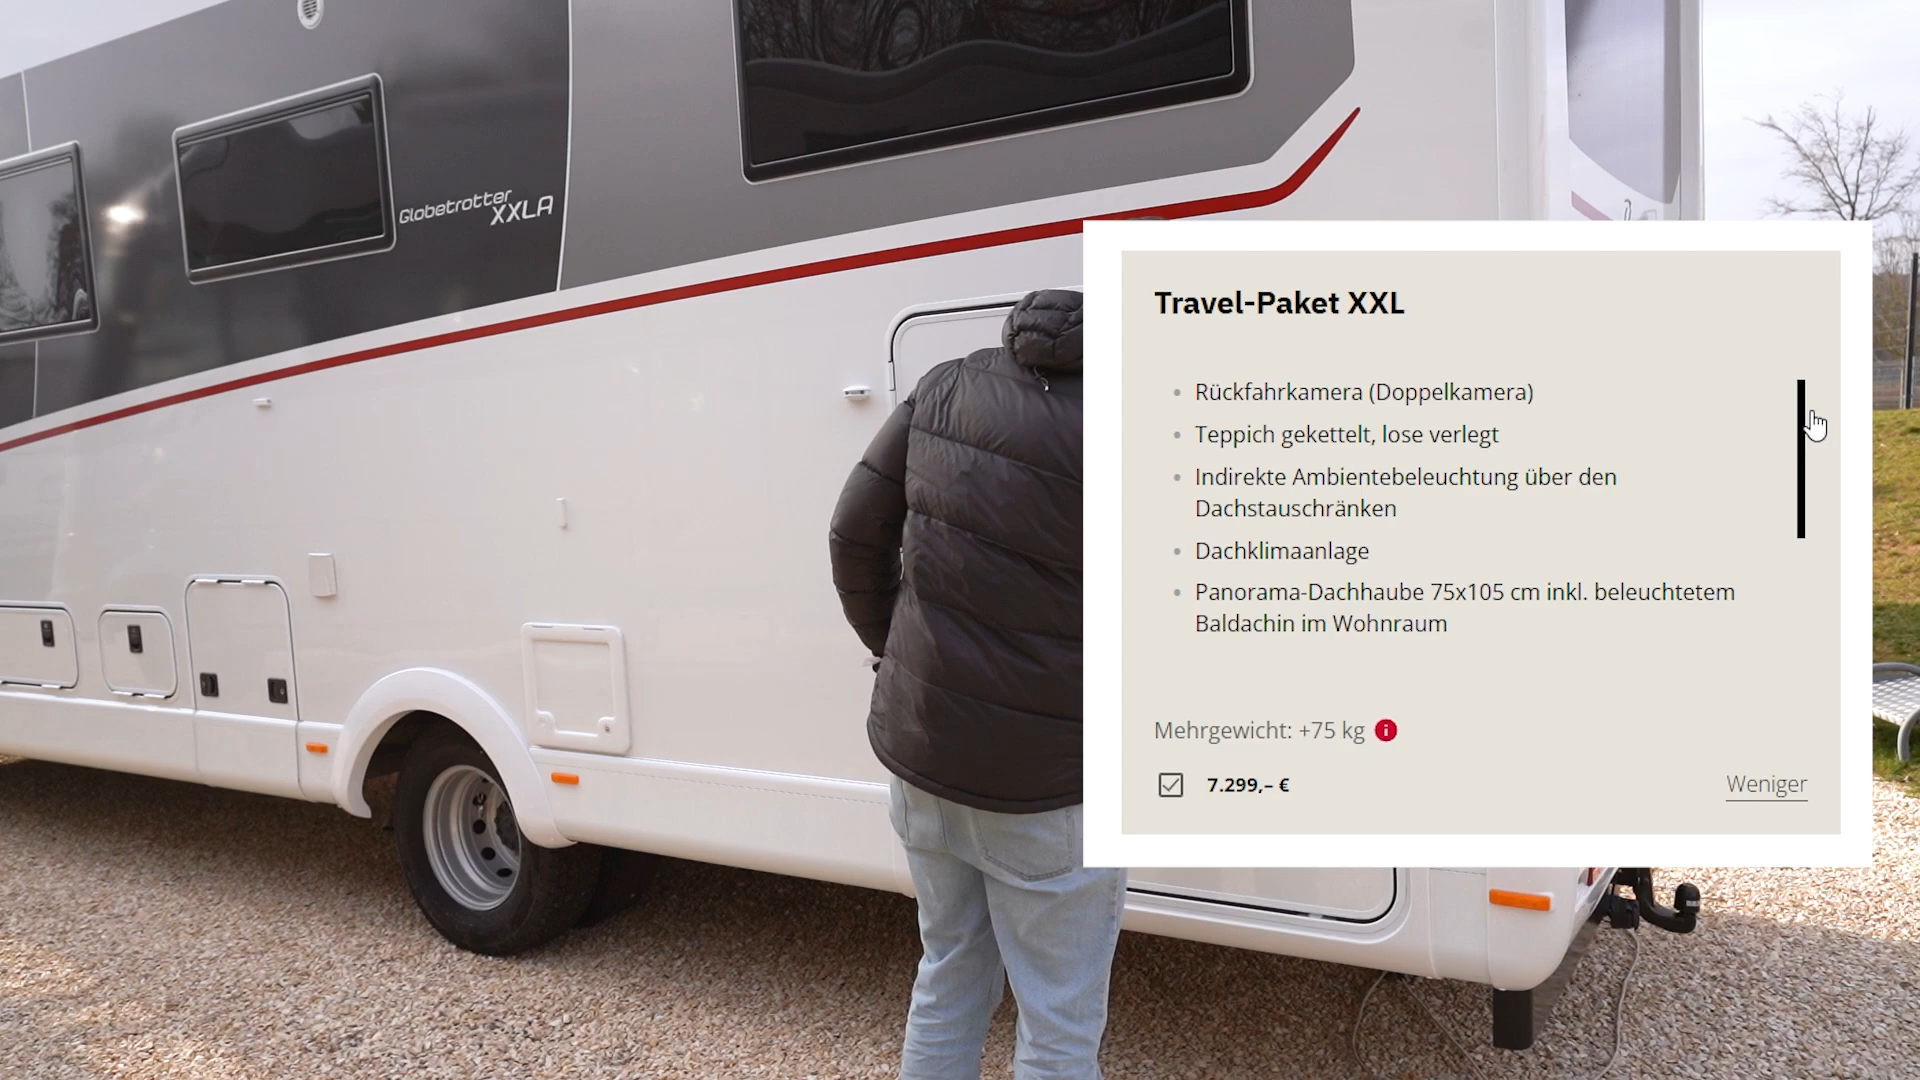 Globetrotter
XXLA
Travel-Paket XXL
Rückfahrkamera (Doppelkamera)
Teppich gekettelt, lose verlegt
Indirekte Ambientebeleuchtung über den
Dachstauschränken
Dachklimaanlage
Panorama-Dachhaube 75x105 cm inkl. beleuchtetem
Baldachin im Wohnraum
Mehrgewicht: +75 kg i
7.299,– €
Weniger